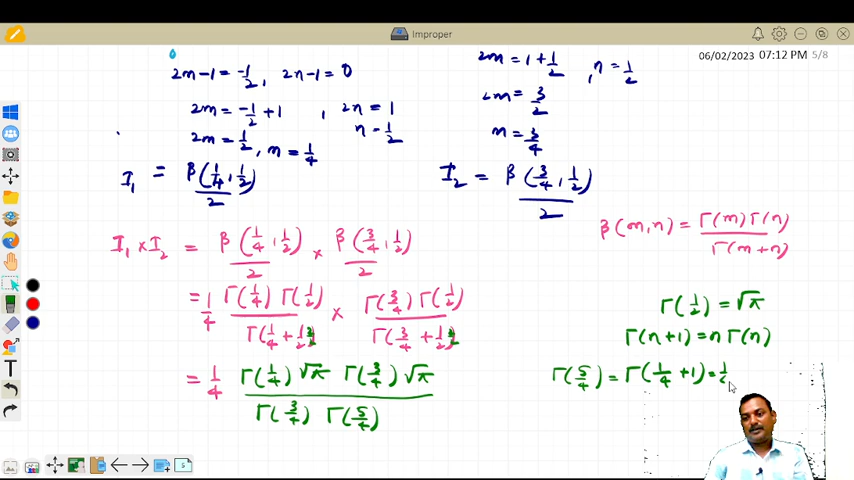 Improper
06/02/2023 07:12 PM 5/8
2m-1 = -1/2 , 2n-1 = 0
2m = -1/2 + 1 , 2n = 1
2m = 1/2 , m = 1/4 n = 1/2
I₁ = β(1/4, 1/2)/2
2m = 1 + 1/2 , n = 1/2
2m = 3/2
m = 3/4
I₂ = β(3/4, 1/2)/2
β(m,n) = Γ(m)Γ(n)/Γ(m+n)
I₁ × I₂ = β(1/4, 1/2)/2 × β(3/4, 1/2)/2
= 1/4 Γ(1/4) Γ(1/2)/Γ(1/4 + 1/2) × Γ(3/4) Γ(1/2)/Γ(3/4 + 1/2)
= 1/4 Γ(1/4) √π Γ(3/4) √π / Γ(3/4) Γ(5/4)
Γ(1/2) = √π
Γ(n+1) = n Γ(n)
Γ(5/4) = Γ(1/4 + 1) = 1/
T
5